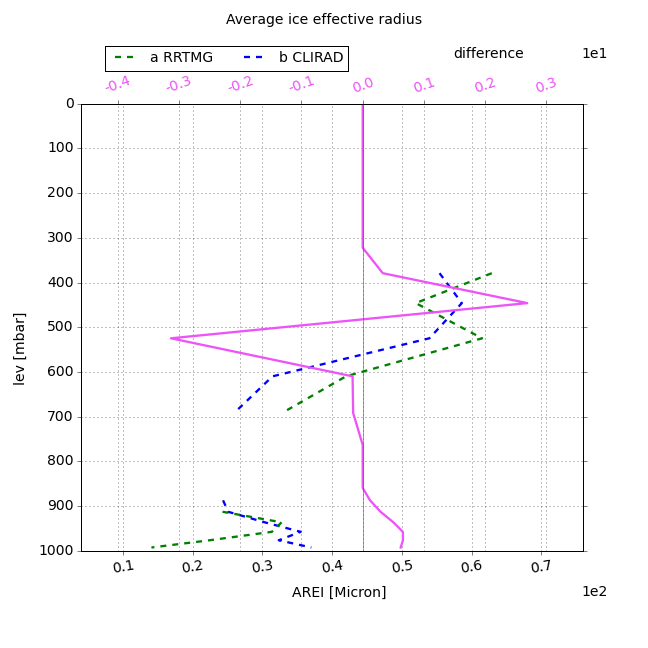 Average ice effective radius
a RRTMG b CLIRAD difference 1e1
-0.4 -0.3 -0.2 -0.1 0.0 0.1 0.2 0.3
0
100
200
300
400
500
600
700
800
900
1000
lev [mbar]
0.1 0.2 0.3 0.4 0.5 0.6 0.7
AREI [Micron] 1e2